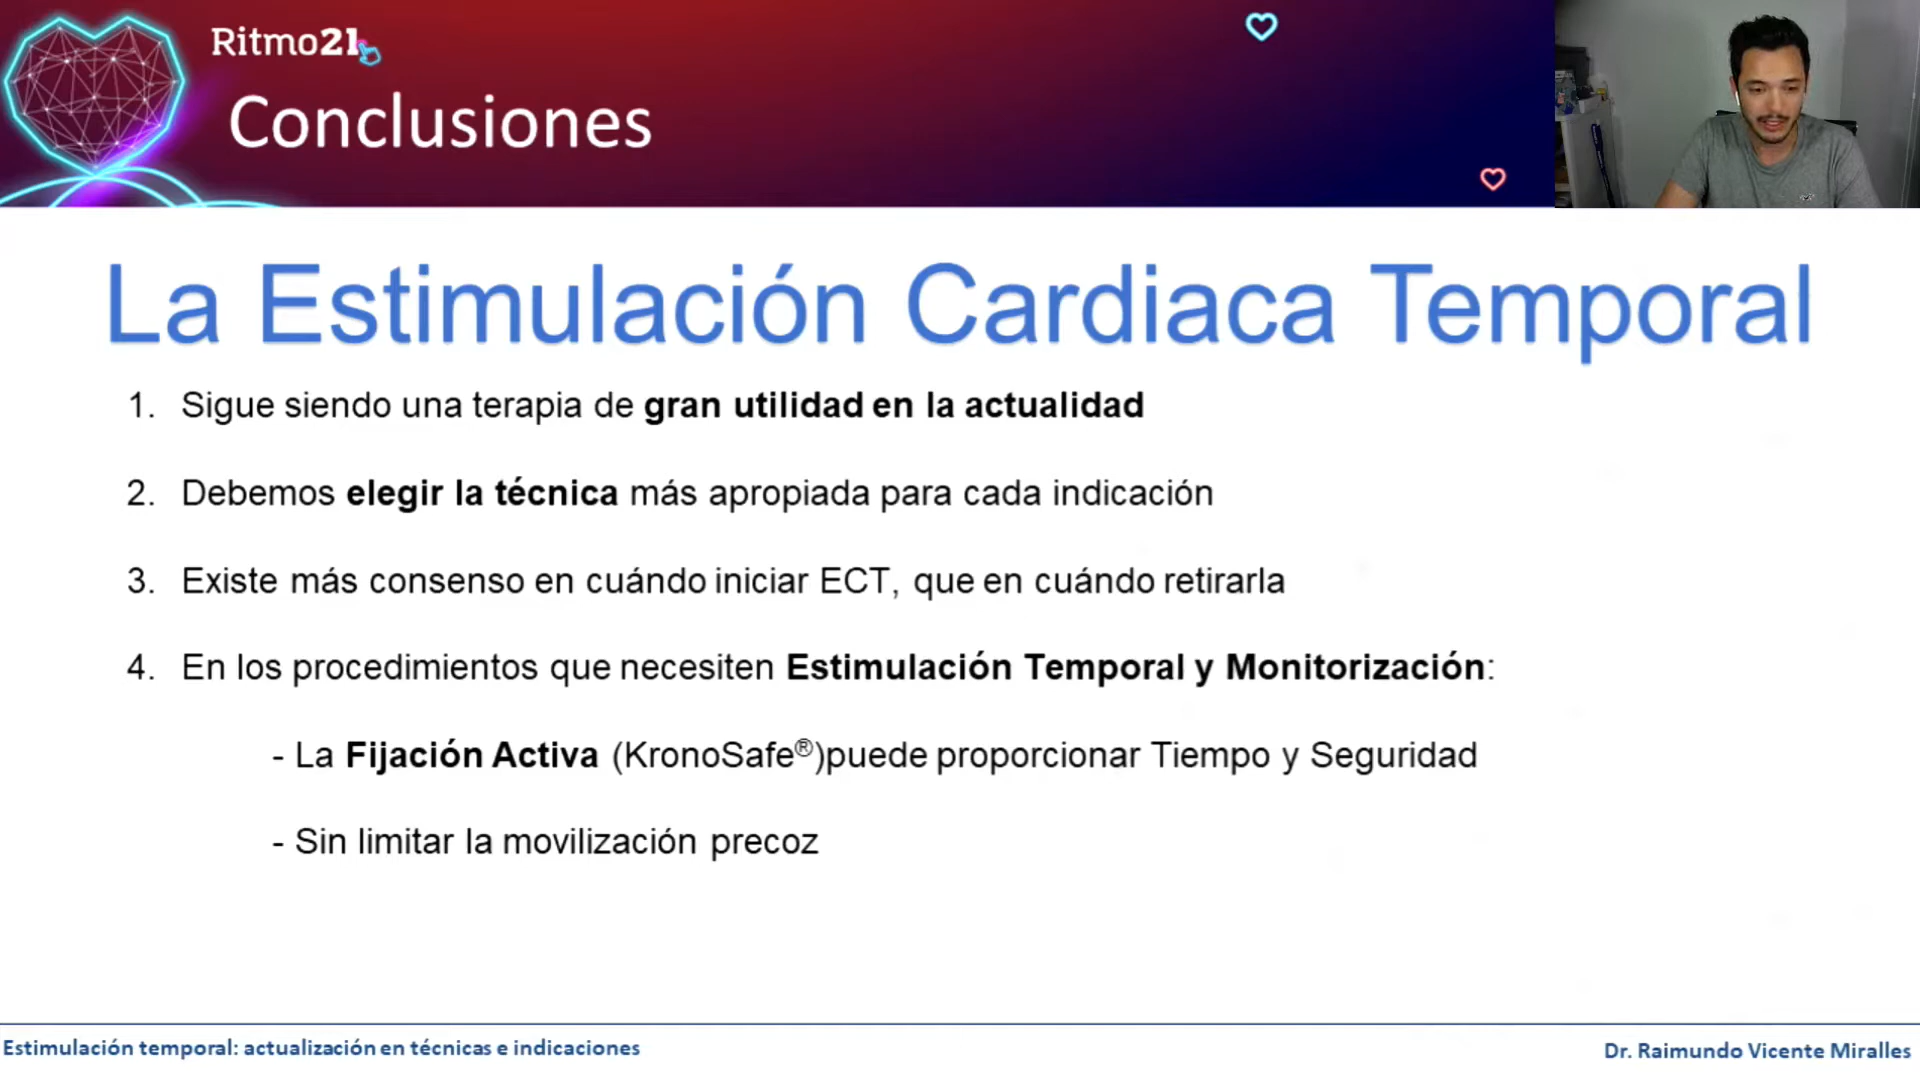 Ritmo21
Conclusiones
La Estimulación Cardiaca Temporal
1. Sigue siendo una terapia de gran utilidad en la actualidad
2. Debemos elegir la técnica más apropiada para cada indicación
3. Existe más consenso en cuándo iniciar ECT, que en cuándo retirarla
4. En los procedimientos que necesiten Estimulación Temporal y Monitorización:
- La Fijación Activa (KronoSafe®)puede proporcionar Tiempo y Seguridad
- Sin limitar la movilización precoz
Estimulación temporal: actualización en técnicas e indicaciones
Dr. Raimundo Vicente Miralles